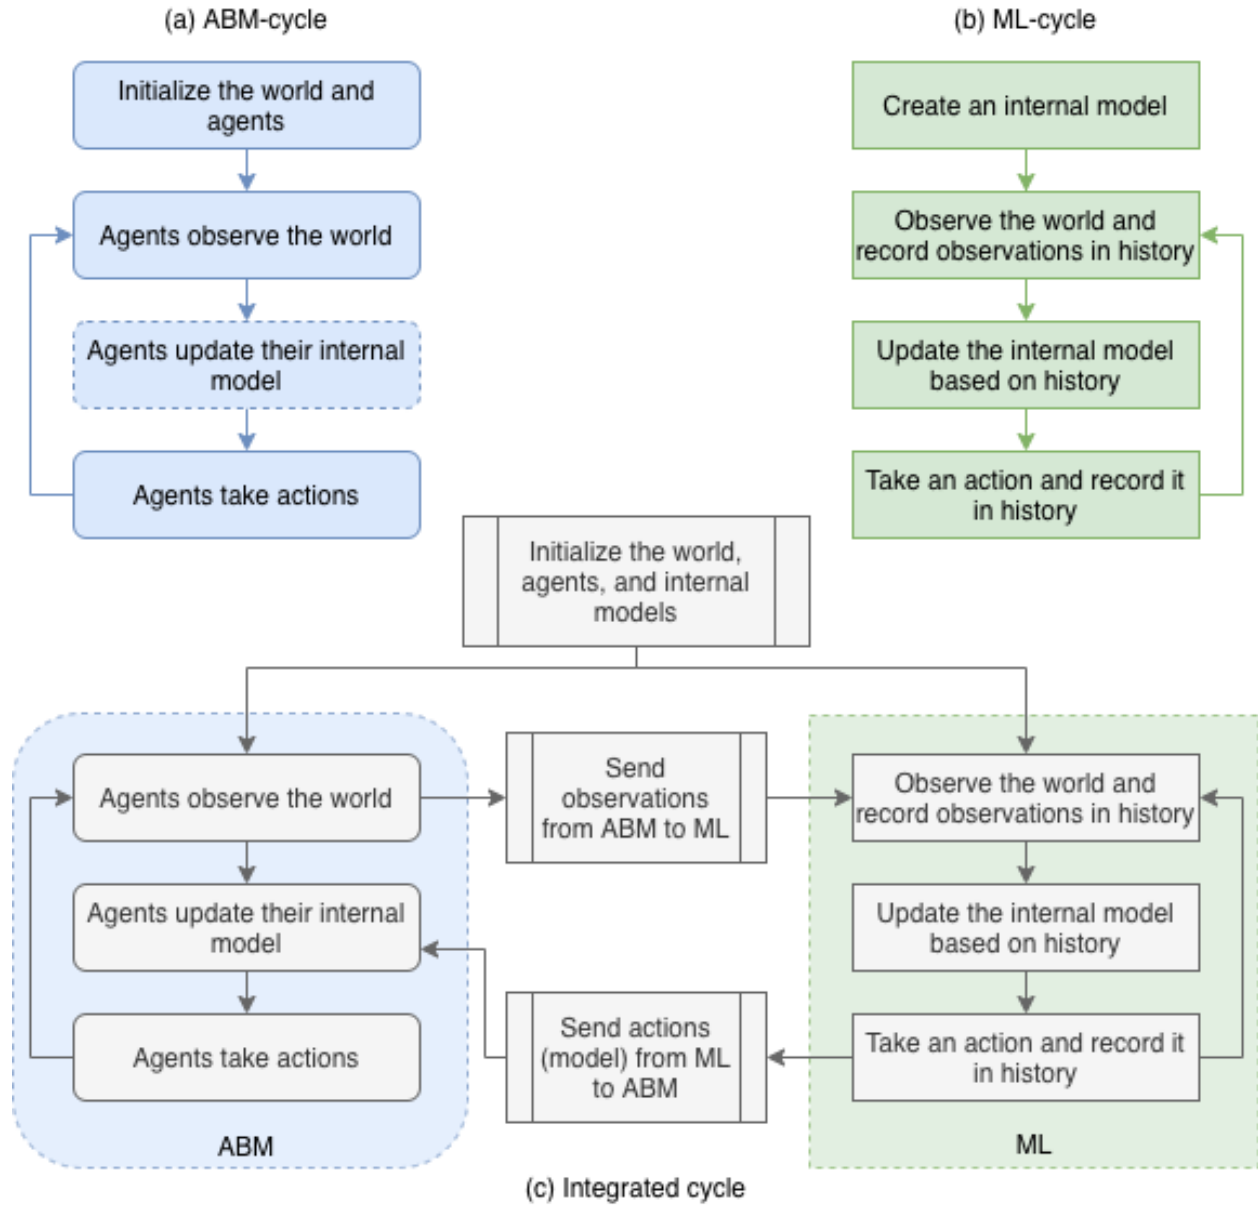 (a) ABM-cycle
Initialize the world and
agents
Agents observe the world
Agents update their internal
model
Agents take actions
(b) ML-cycle
Create an internal model
Observe the world and
record observations in history
Update the internal model
based on history
Take an action and record it
in history
Initialize the world,
agents, and internal
models
Agents observe the world
Agents update their internal
model
Agents take actions
ABM
Send
observations
from ABM to ML
Send actions
(model) from ML
to ABM
Observe the world and
record observations in history
Update the internal model
based on history
Take an action and record it
in history
ML
(c) Integrated cycle